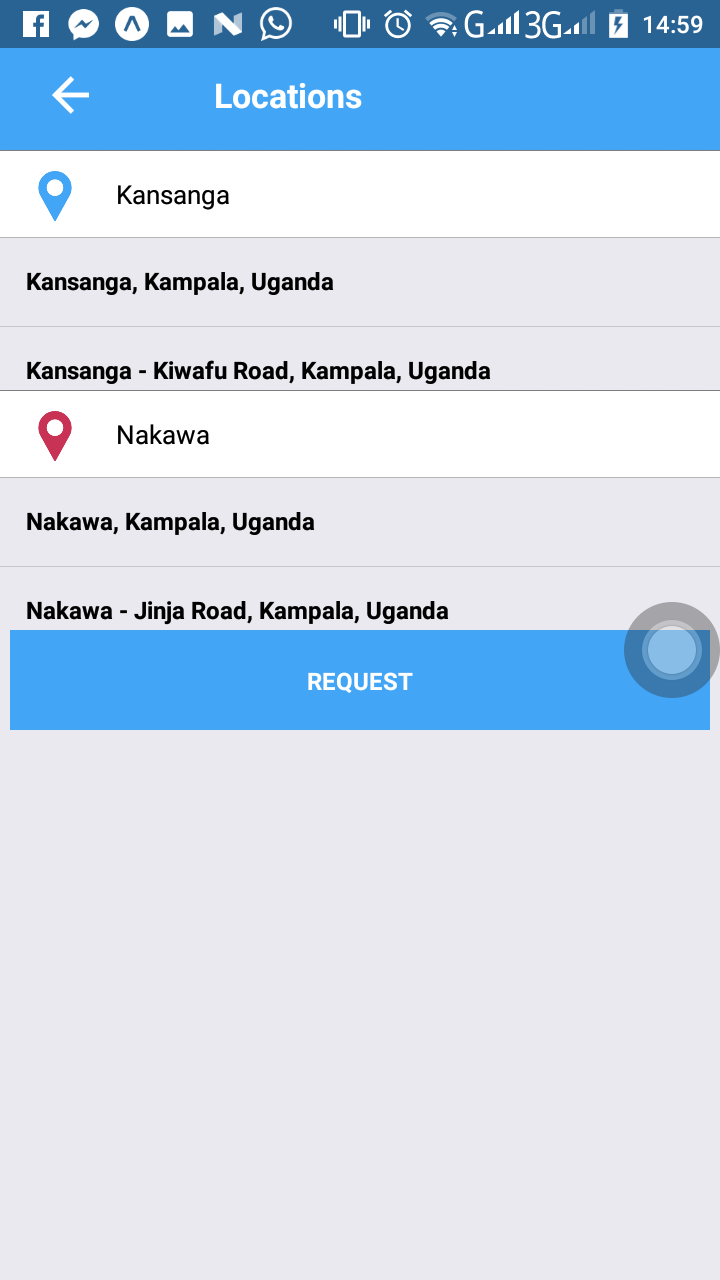 G 3G 14:59
Locations
Kansanga
Kansanga, Kampala, Uganda
Kansanga - Kiwafu Road, Kampala, Uganda
Nakawa
Nakawa, Kampala, Uganda
Nakawa - Jinja Road, Kampala, Uganda
REQUEST